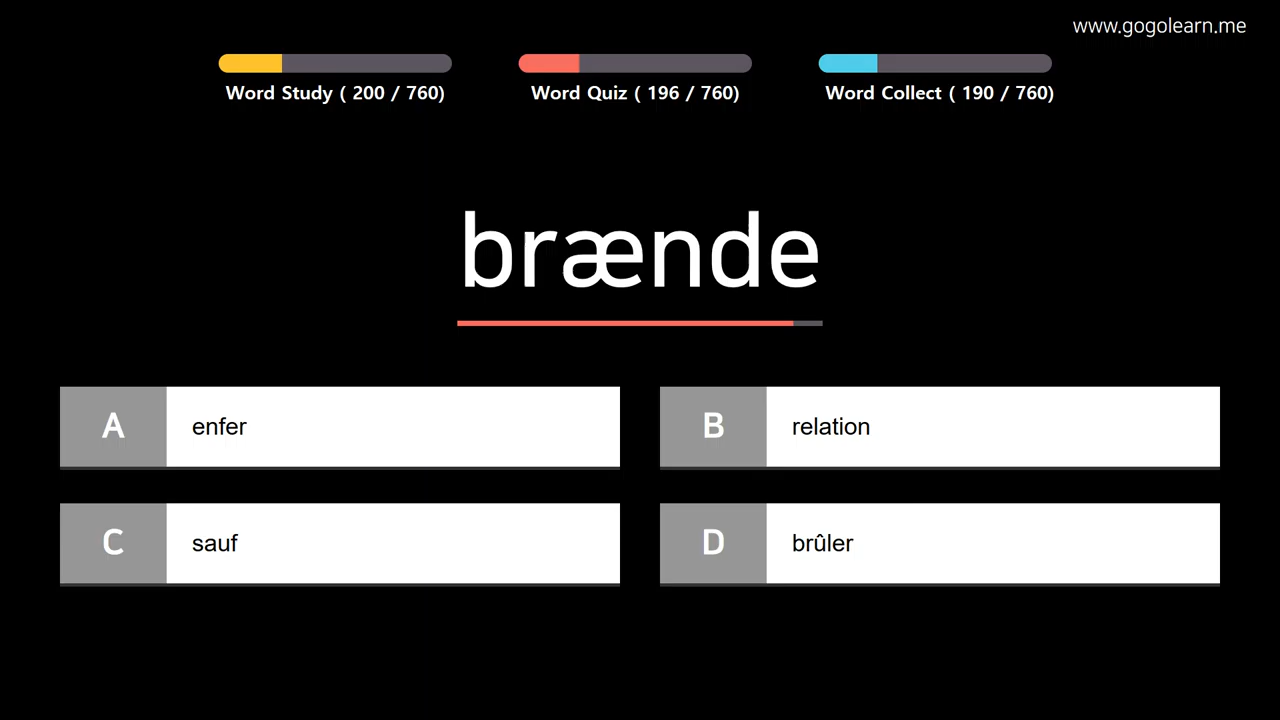 www.gogolearn.me
Word Study ( 200 / 760)
Word Quiz ( 196 / 760)
Word Collect ( 190 / 760)
brænde
A enfer
B relation
C sauf
D brûler